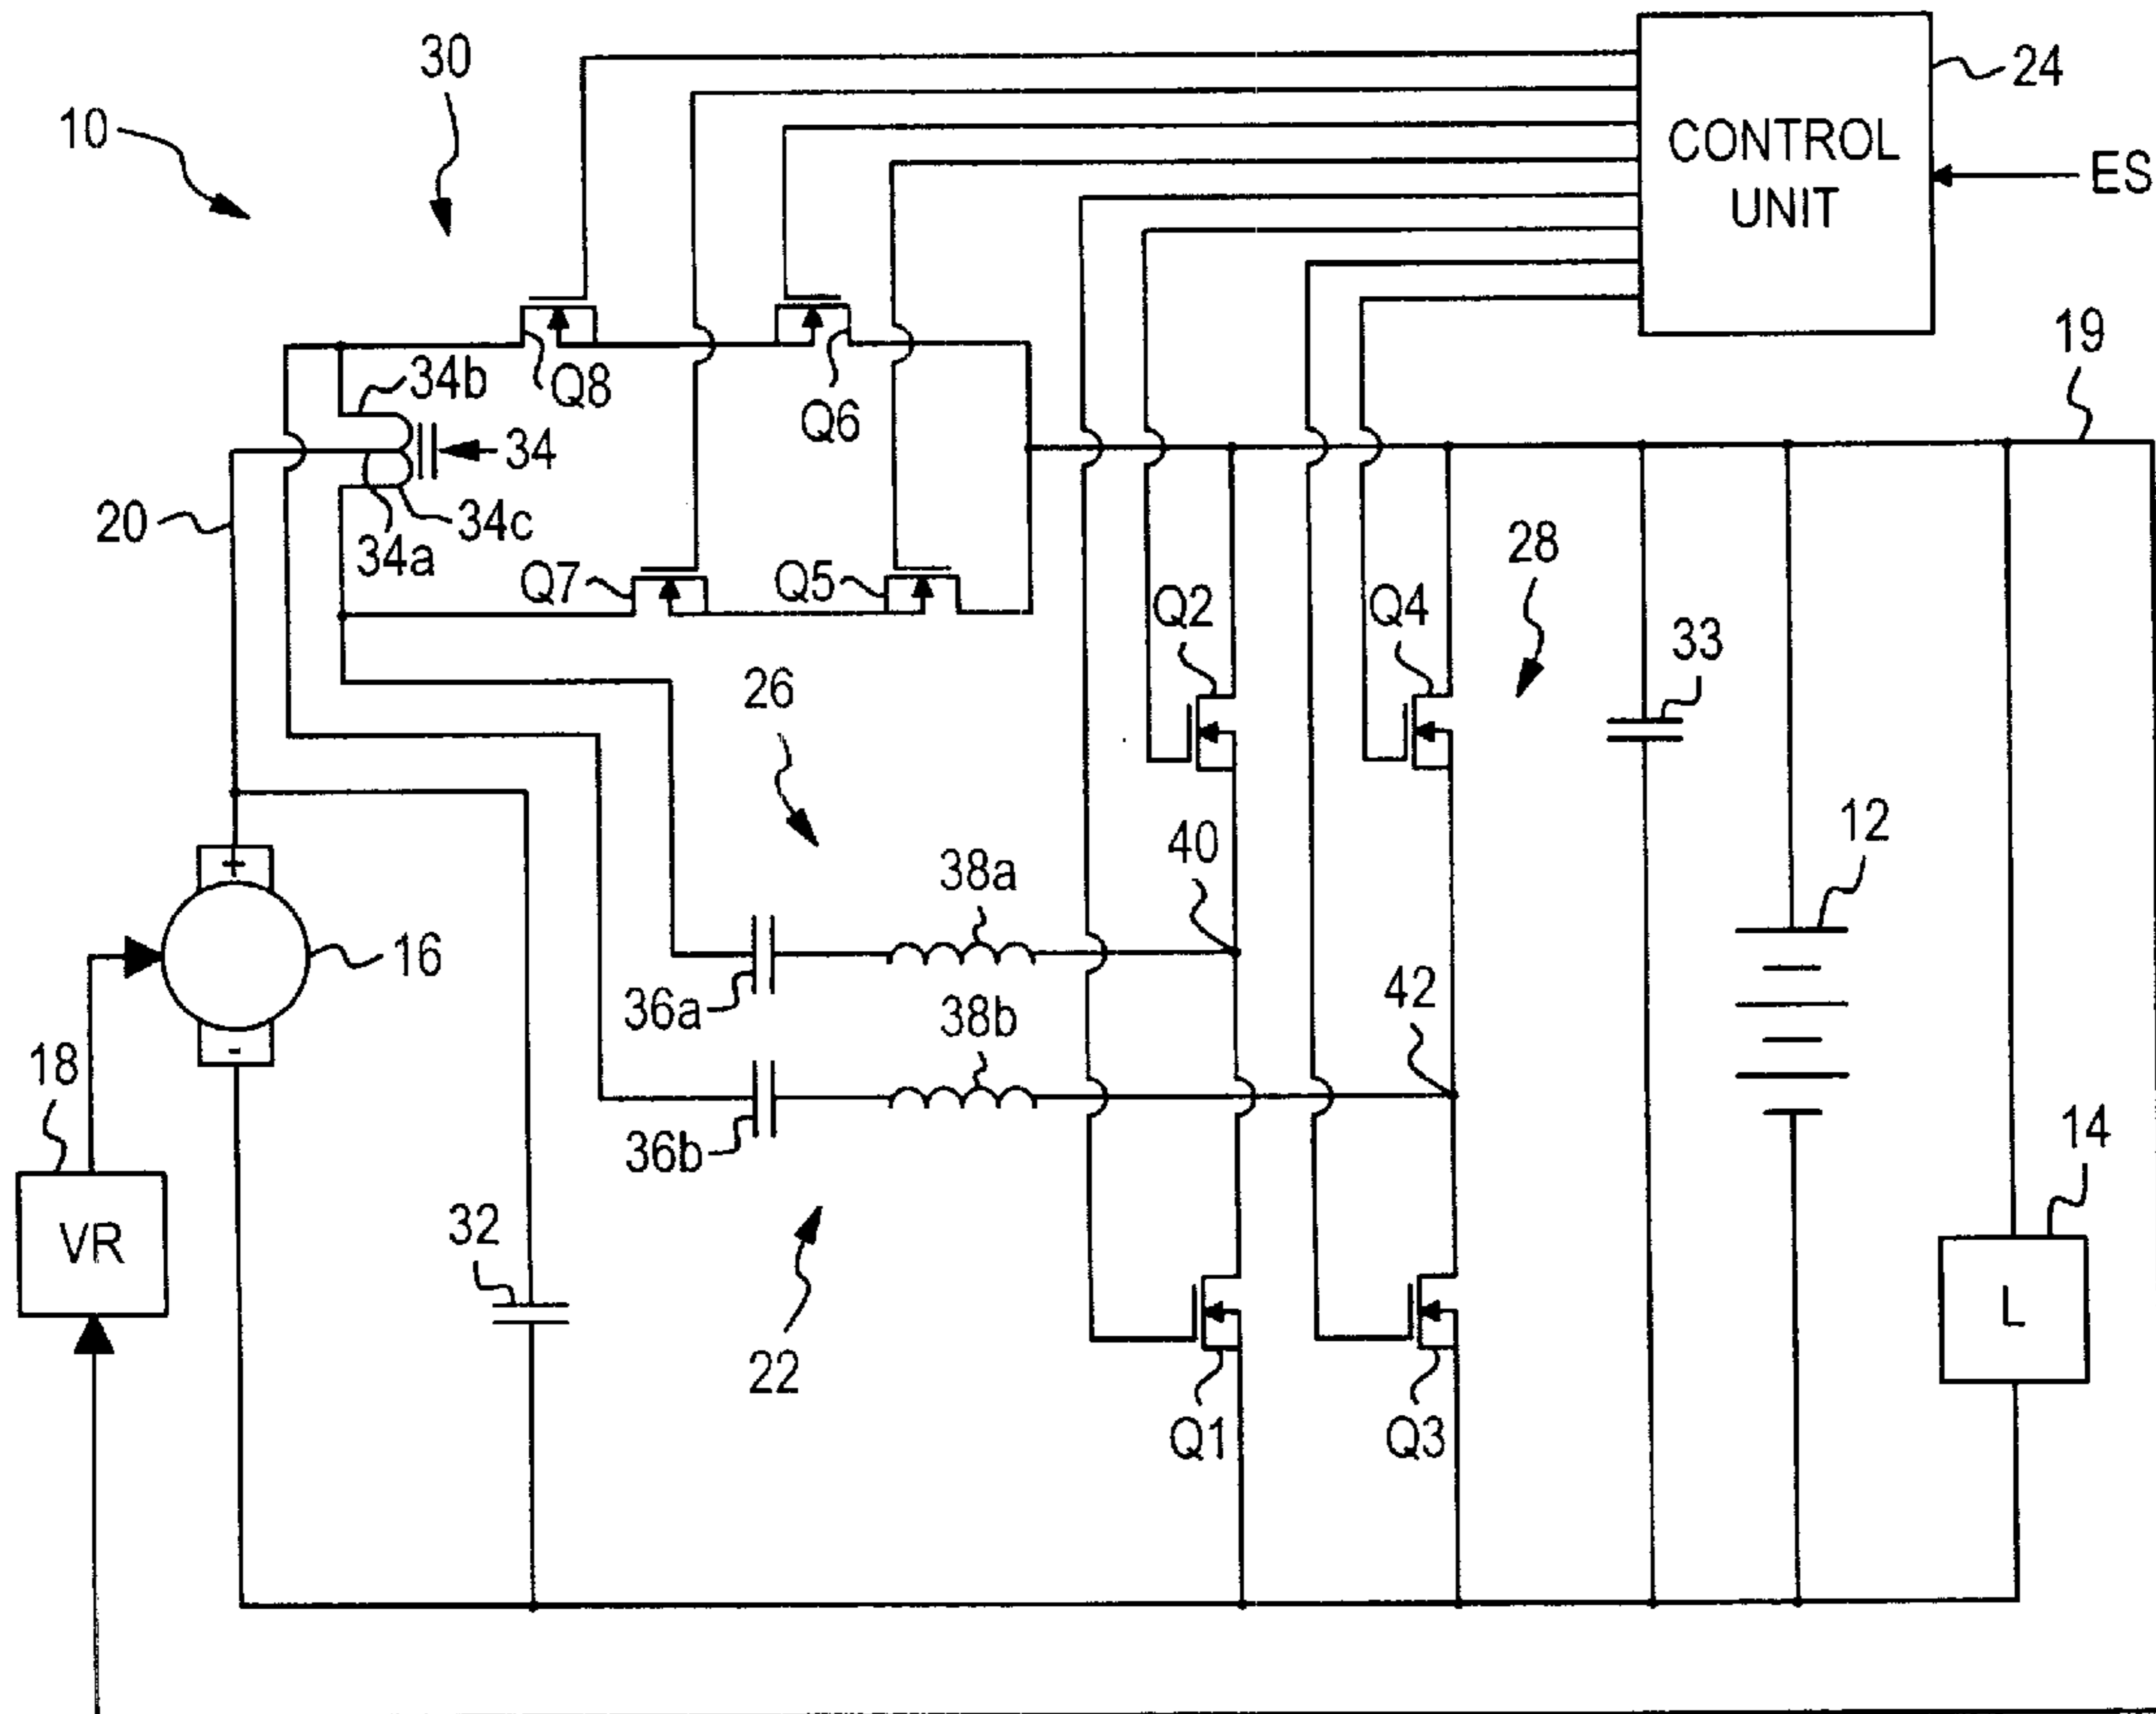 30
24
10
CONTROL
UNIT
ES
19
34b
Q8
Q6
34
20
34c
34a
28
Q7
Q5
Q2
Q4
33
26
12
40
38a
+
16
36a
38b
42
-
18
14
36b
VR
32
L
22
Q1
Q3